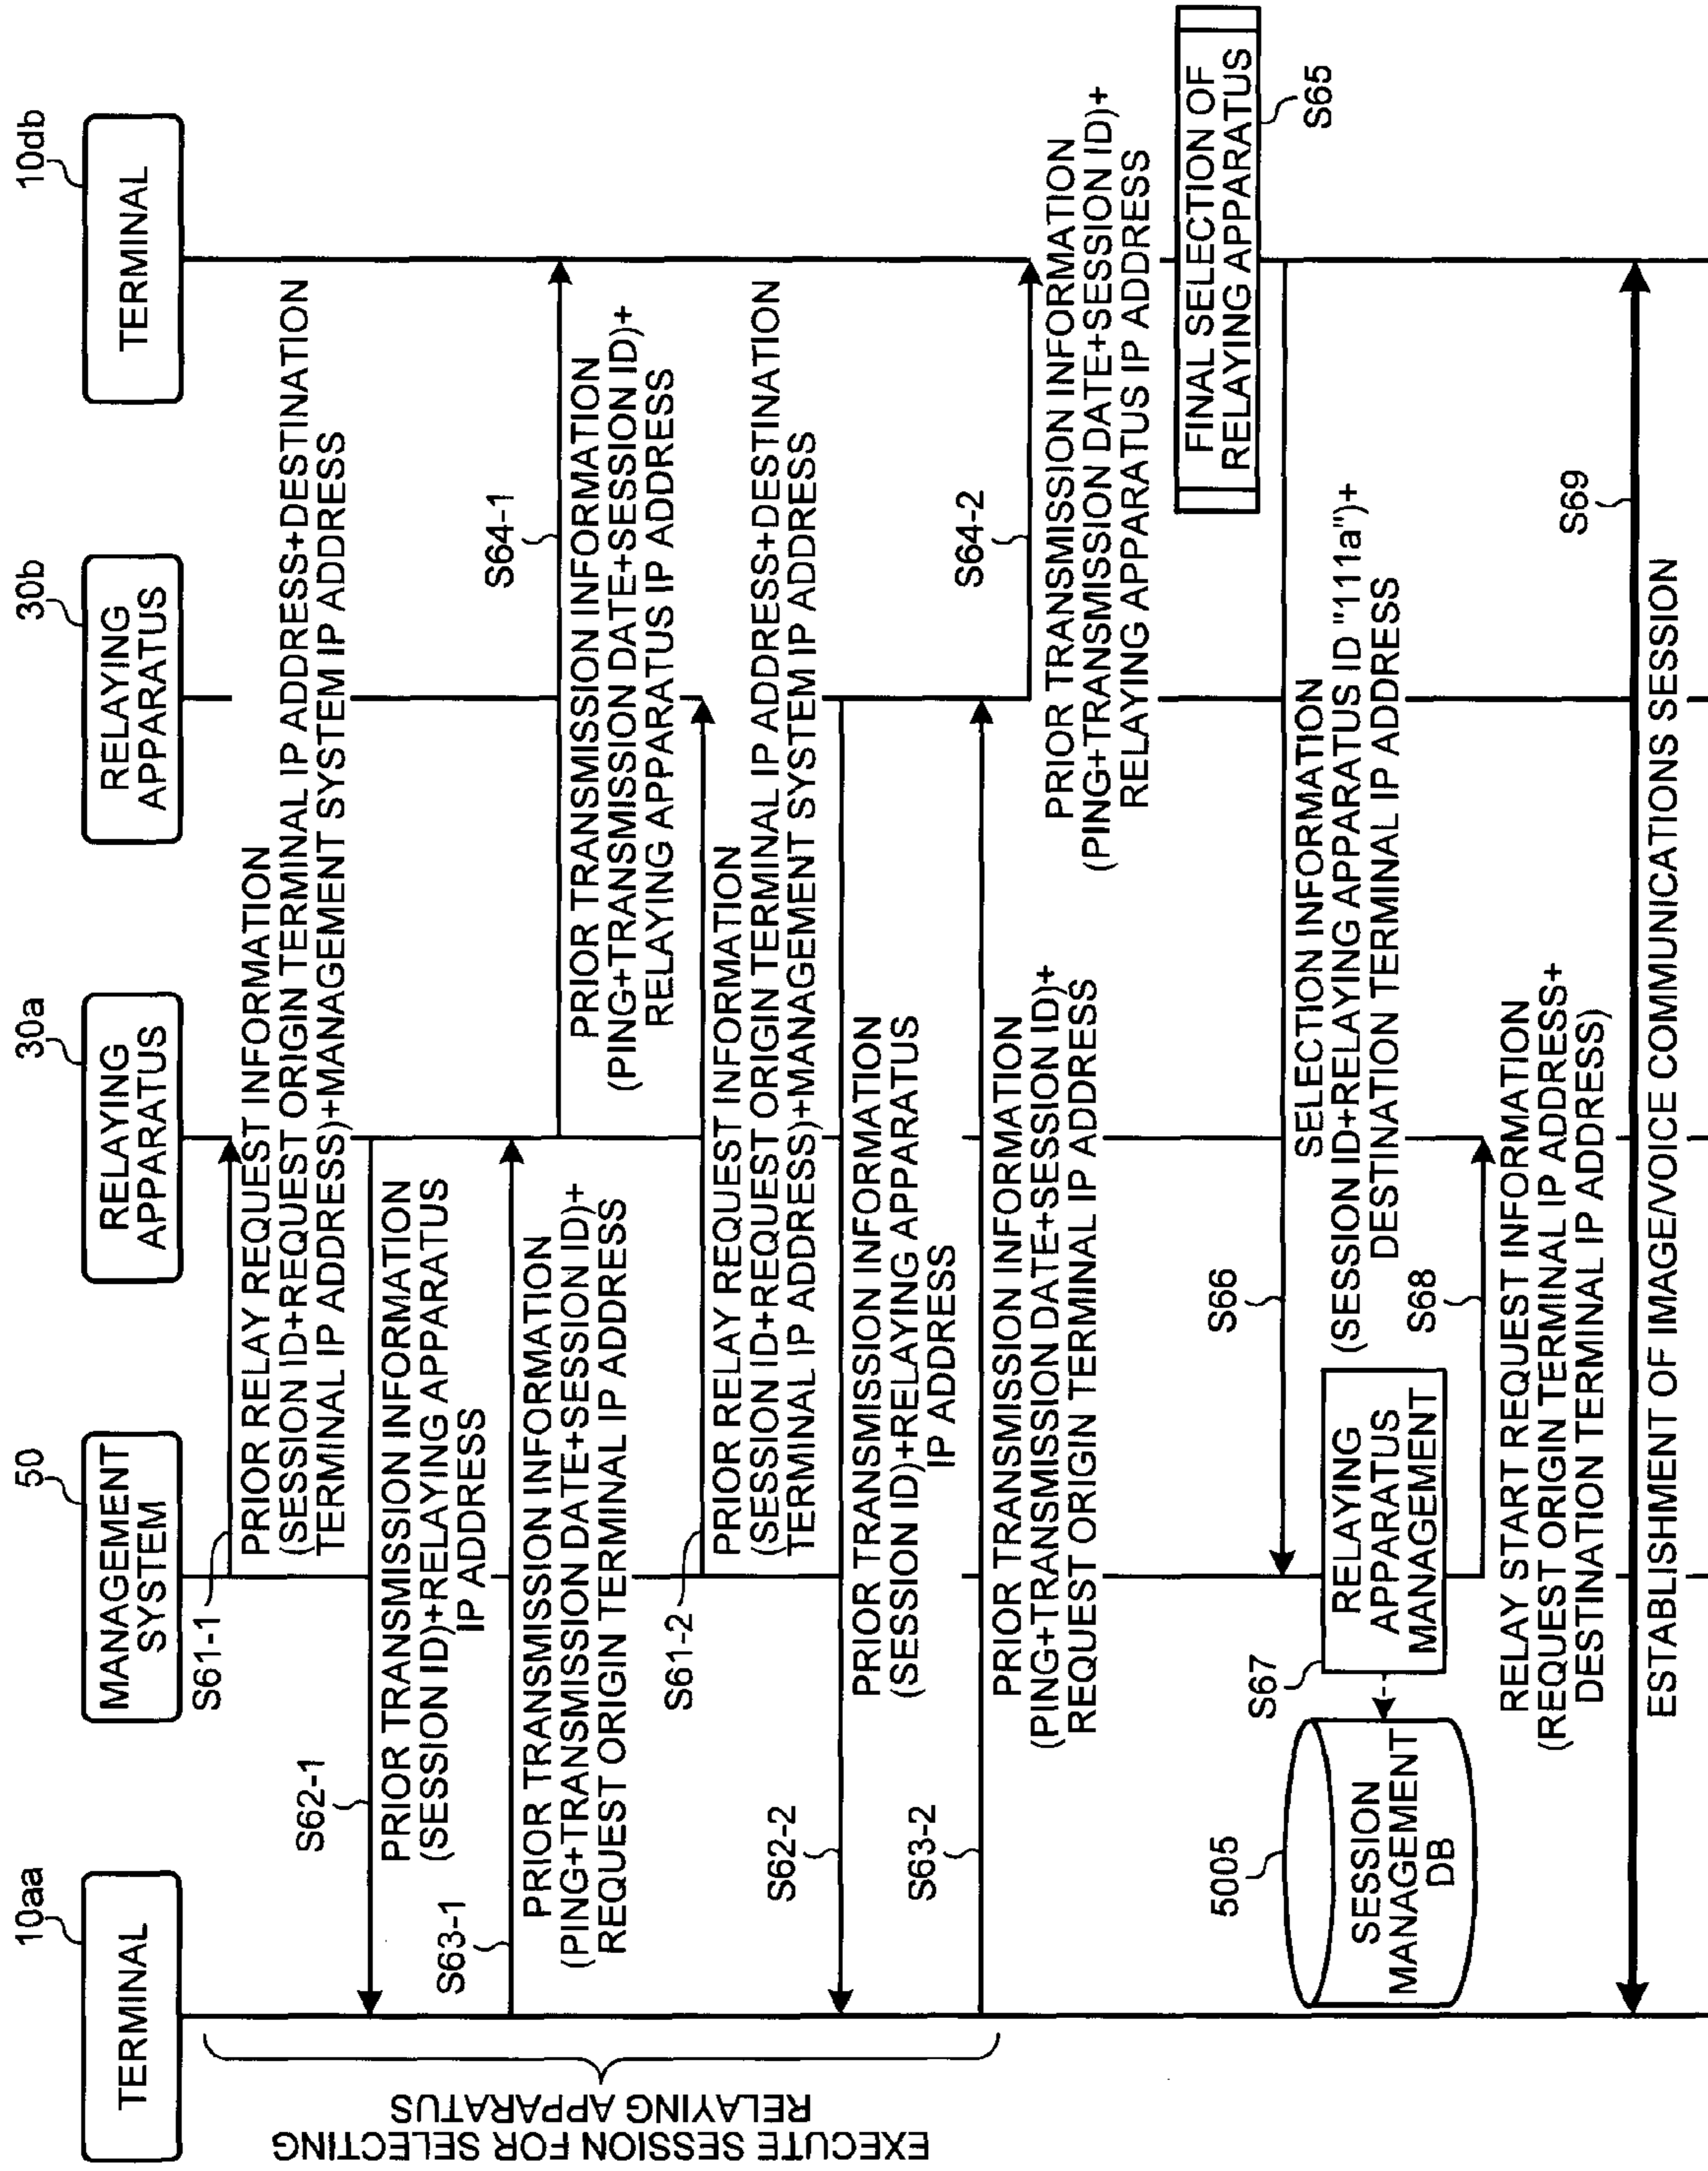 10aa
TERMINAL
50
MANAGEMENT
SYSTEM
30a
RELAYING
APPARATUS
30b
RELAYING
APPARATUS
10db
TERMINAL
EXECUTE SESSION FOR SELECTING
RELAYING APPARATUS
S61-1
PRIOR RELAY REQUEST INFORMATION
(SESSION ID+REQUEST ORIGIN TERMINAL IP ADDRESS+DESTINATION
TERMINAL IP ADDRESS)+MANAGEMENT SYSTEM IP ADDRESS
S62-1
PRIOR TRANSMISSION INFORMATION
(SESSION ID)+RELAYING APPARATUS
IP ADDRESS
S63-1
PRIOR TRANSMISSION INFORMATION
(PING+TRANSMISSION DATE+SESSION ID)+
REQUEST ORIGIN TERMINAL IP ADDRESS
S64-1
PRIOR TRANSMISSION INFORMATION
(PING+TRANSMISSION DATE+SESSION ID)+
RELAYING APPARATUS IP ADDRESS
S61-2
PRIOR RELAY REQUEST INFORMATION
(SESSION ID+REQUEST ORIGIN TERMINAL IP ADDRESS+DESTINATION
TERMINAL IP ADDRESS)+MANAGEMENT SYSTEM IP ADDRESS
S62-2
PRIOR TRANSMISSION INFORMATION
(SESSION ID)+RELAYING APPARATUS
IP ADDRESS
S63-2
PRIOR TRANSMISSION INFORMATION
(PING+TRANSMISSION DATE+SESSION ID)+
REQUEST ORIGIN TERMINAL IP ADDRESS
S64-2
PRIOR TRANSMISSION INFORMATION
(PING+TRANSMISSION DATE+SESSION ID)+
RELAYING APPARATUS IP ADDRESS
FINAL SELECTION OF
RELAYING APPARATUS
S65
S66
SELECTION INFORMATION
(SESSION ID+RELAYING APPARATUS ID "111a")+
DESTINATION TERMINAL IP ADDRESS
5005
SESSION
MANAGEMENT
DB
S67
RELAYING
APPARATUS
MANAGEMENT
S68
RELAY START REQUEST INFORMATION
(REQUEST ORIGIN TERMINAL IP ADDRESS+
DESTINATION TERMINAL IP ADDRESS)
S69
ESTABLISHMENT OF IMAGE/VOICE COMMUNICATIONS SESSION